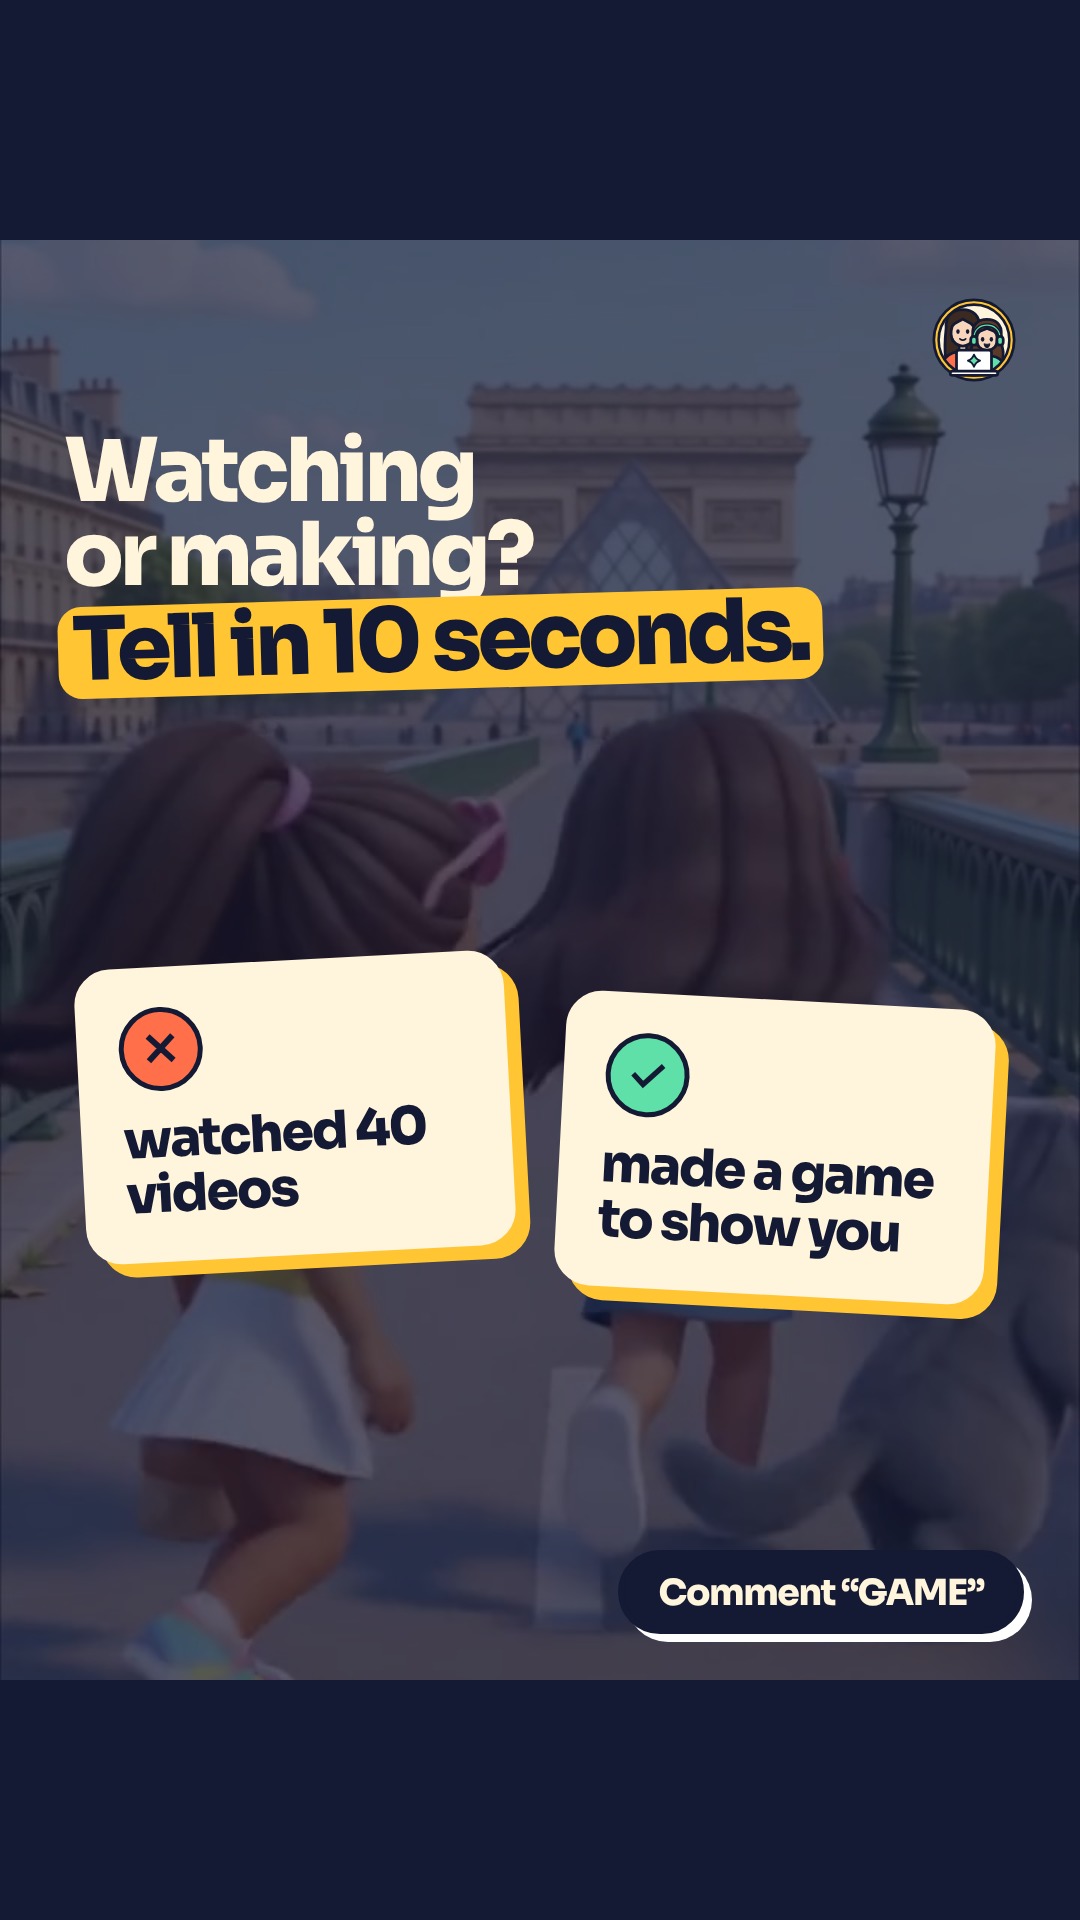 Watching
or making?
Tell in 10 seconds.
watched 40
videos
made a game
to show you
Comment “GAME”